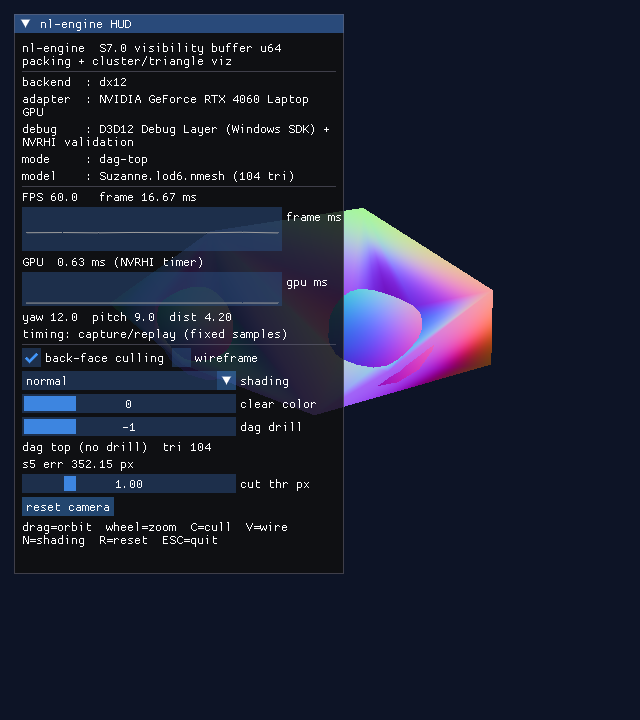 nl-engine HUD
nl-engine  S7.0 visibility buffer u64
packing + cluster/triangle viz
backend  : dx12
adapter  : NVIDIA GeForce RTX 4060 Laptop
GPU
debug    : D3D12 Debug Layer (Windows SDK) +
NVRHI validation
mode     : dag-top
model    : Suzanne.lod6.nmesh (104 tri)
FPS 60.0   frame 16.67 ms
frame ms
GPU  0.63 ms (NVRHI timer)
gpu ms
yaw 12.0  pitch 9.0  dist 4.20
timing: capture/replay (fixed samples)
back-face culling  wireframe
normal  shading
0  clear color
-1  dag drill
dag top (no drill)  tri 104
s5 err 352.15 px
1.00  cut thr px
reset camera
drag=orbit  wheel=zoom  C=cull  V=wire
N=shading  R=reset  ESC=quit